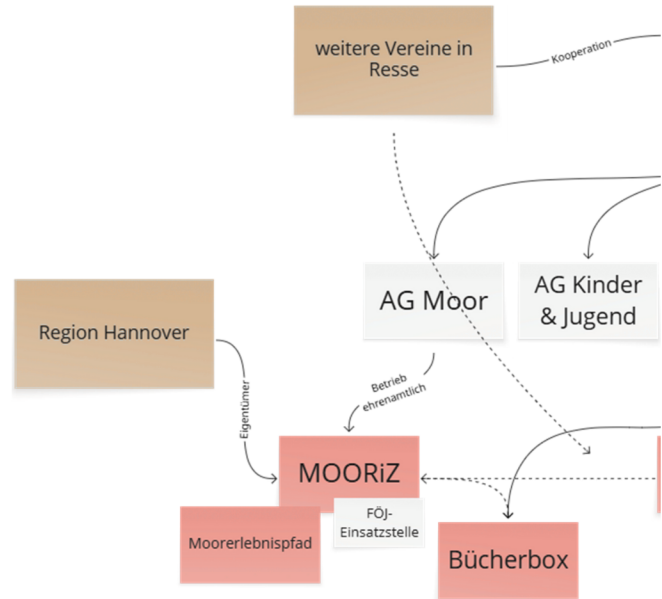 weitere Vereine in
Resse
Kooperation
AG Moor
AG Kinder
& Jugend
Region Hannover
Betrieb
ehrenamtlich
Eigentümer
MOORiZ
FÖJ-
Einsatzstelle
Moorerlebnispfad
Bücherbox